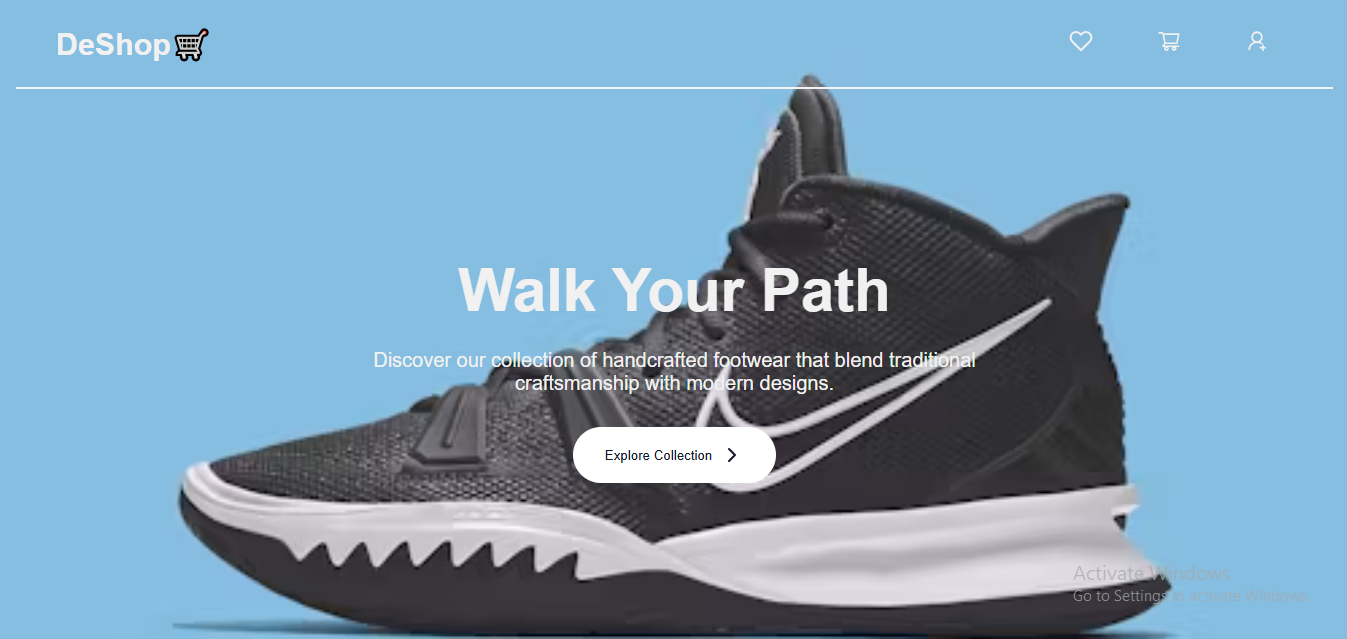 DeShop
Walk Your Path
Discover our collection of handcrafted footwear that blend traditional
craftsmanship with modern designs.
Explore Collection
Activate Windows
Go to Settings to activate Windows.